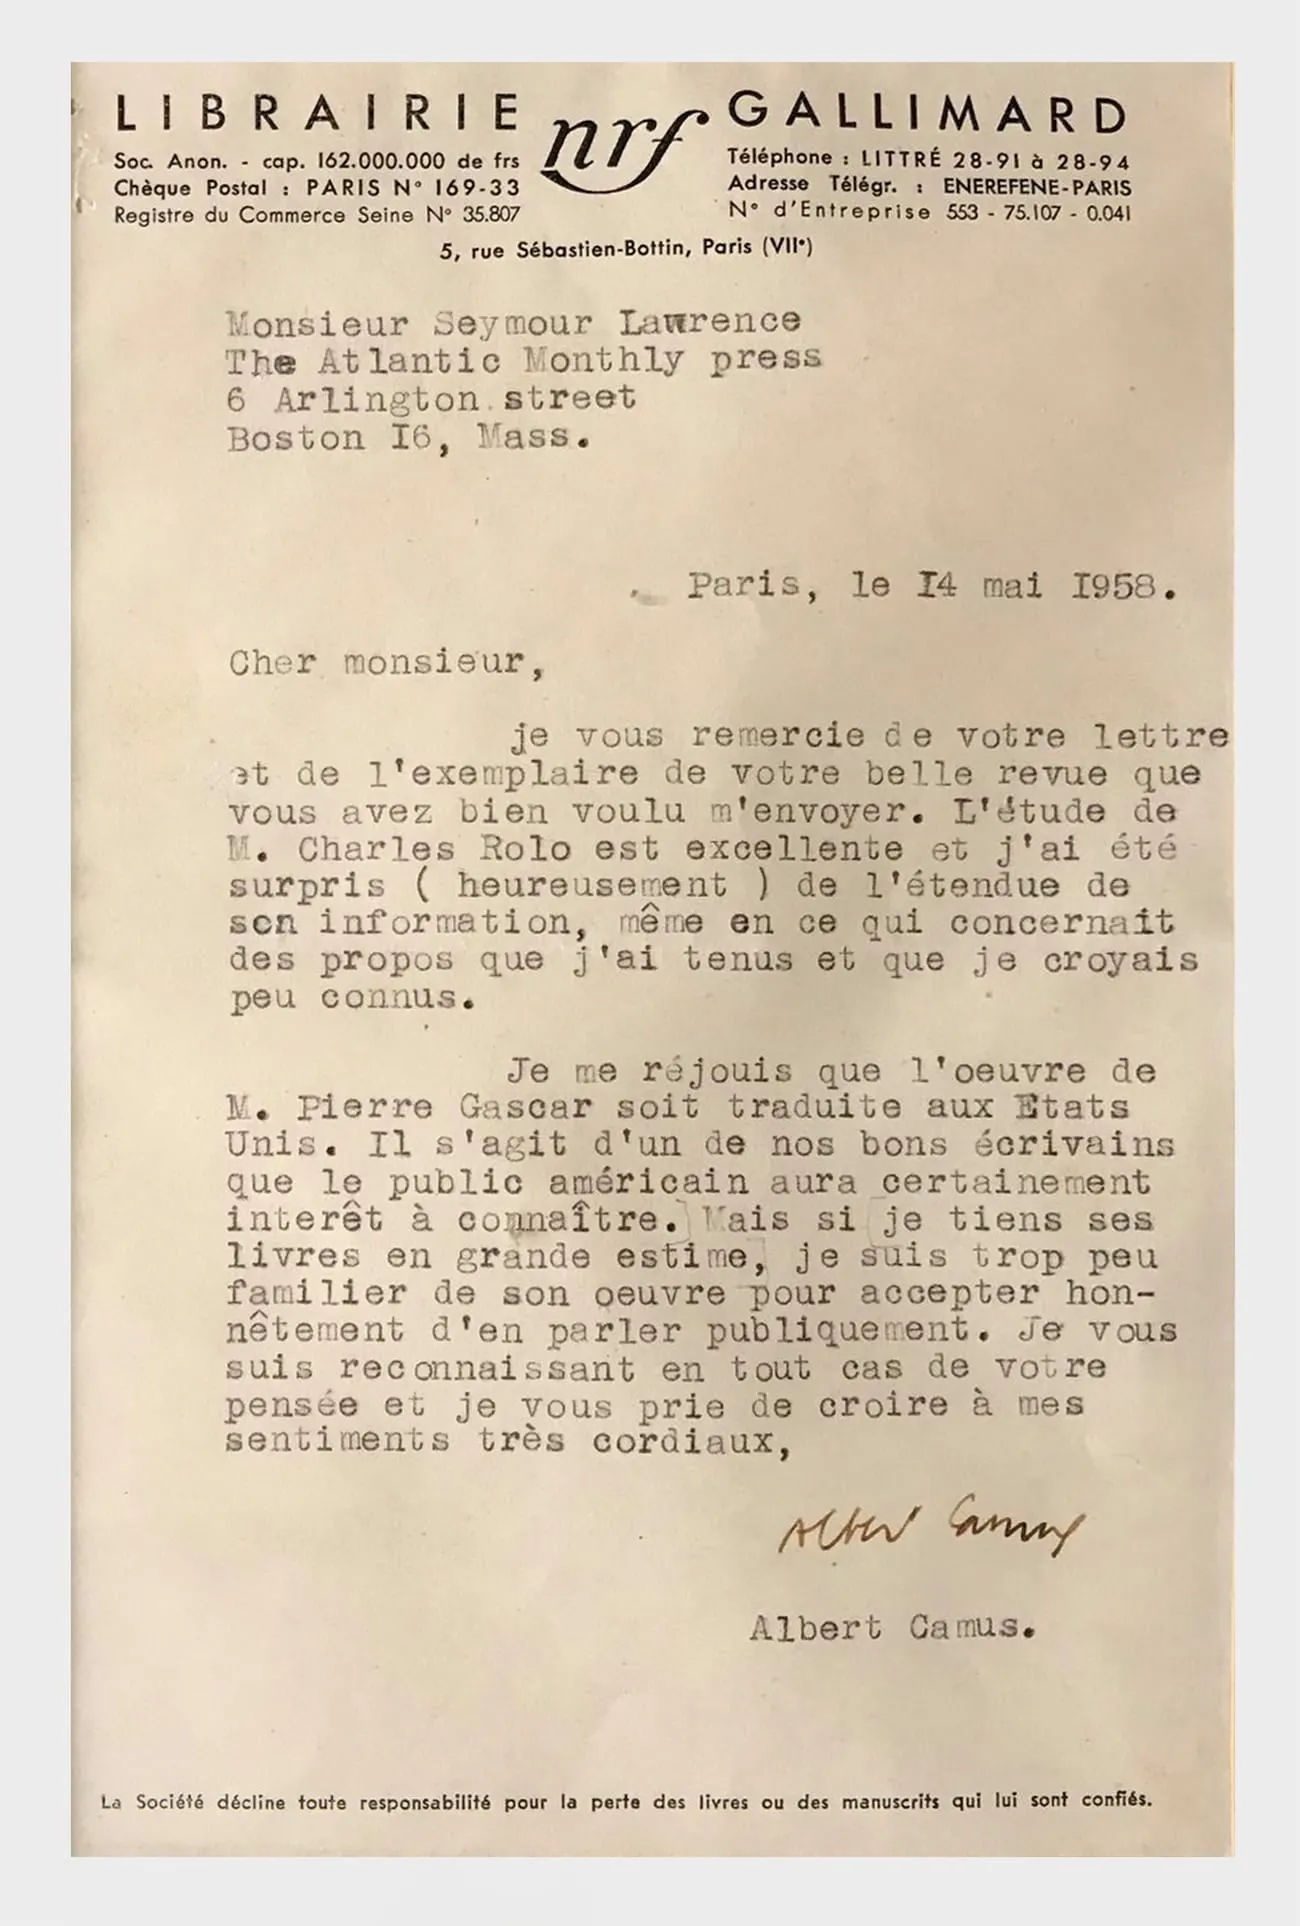 LIBRAIRIE nrf GALLIMARD
Soc. Anon. - cap. 162.000.000 de frs
Chèque Postal : PARIS N° 169-33
Registre du Commerce Seine N° 35.807
Téléphone : LITTRÉ 28-91 à 28-94
Adresse Télégr. : ENEREFENE-PARIS
N° d'Entreprise 553 - 75.107 - 0.041
5, rue Sébastien-Bottin, Paris (VIIe)
Monsieur Seymour Lawrence
The Atlantic Monthly press
6 Arlington street
Boston I6, Mass.
Paris, le I4 mai I958.
Cher monsieur,
je vous remercie de votre lettre
et de l'exemplaire de votre belle revue que
vous avez bien voulu m'envoyer. L'étude de
M. Charles Rolo est excellente et j'ai été
surpris ( heureusement ) de l'étendue de
son information, même en ce qui concernait
des propos que j'ai tenus et que je croyais
peu connus.
Je me réjouis que l'oeuvre de
M. Pierre Gascar soit traduite aux Etats
Unis. Il s'agit d'un de nos bons écrivains
que le public américain aura certainement
interêt à connaître. Mais si je tiens ses
livres en grande estime, je suis trop peu
familier de son oeuvre pour accepter hon-
nêtement d'en parler publiquement. Je vous
suis reconnaissant en tout cas de votre
pensée et je vous prie de croire à mes
sentiments très cordiaux,
Albert Camus
Albert Camus.
La Société décline toute responsabilité pour la perte des livres ou des manuscrits qui lui sont confiés.